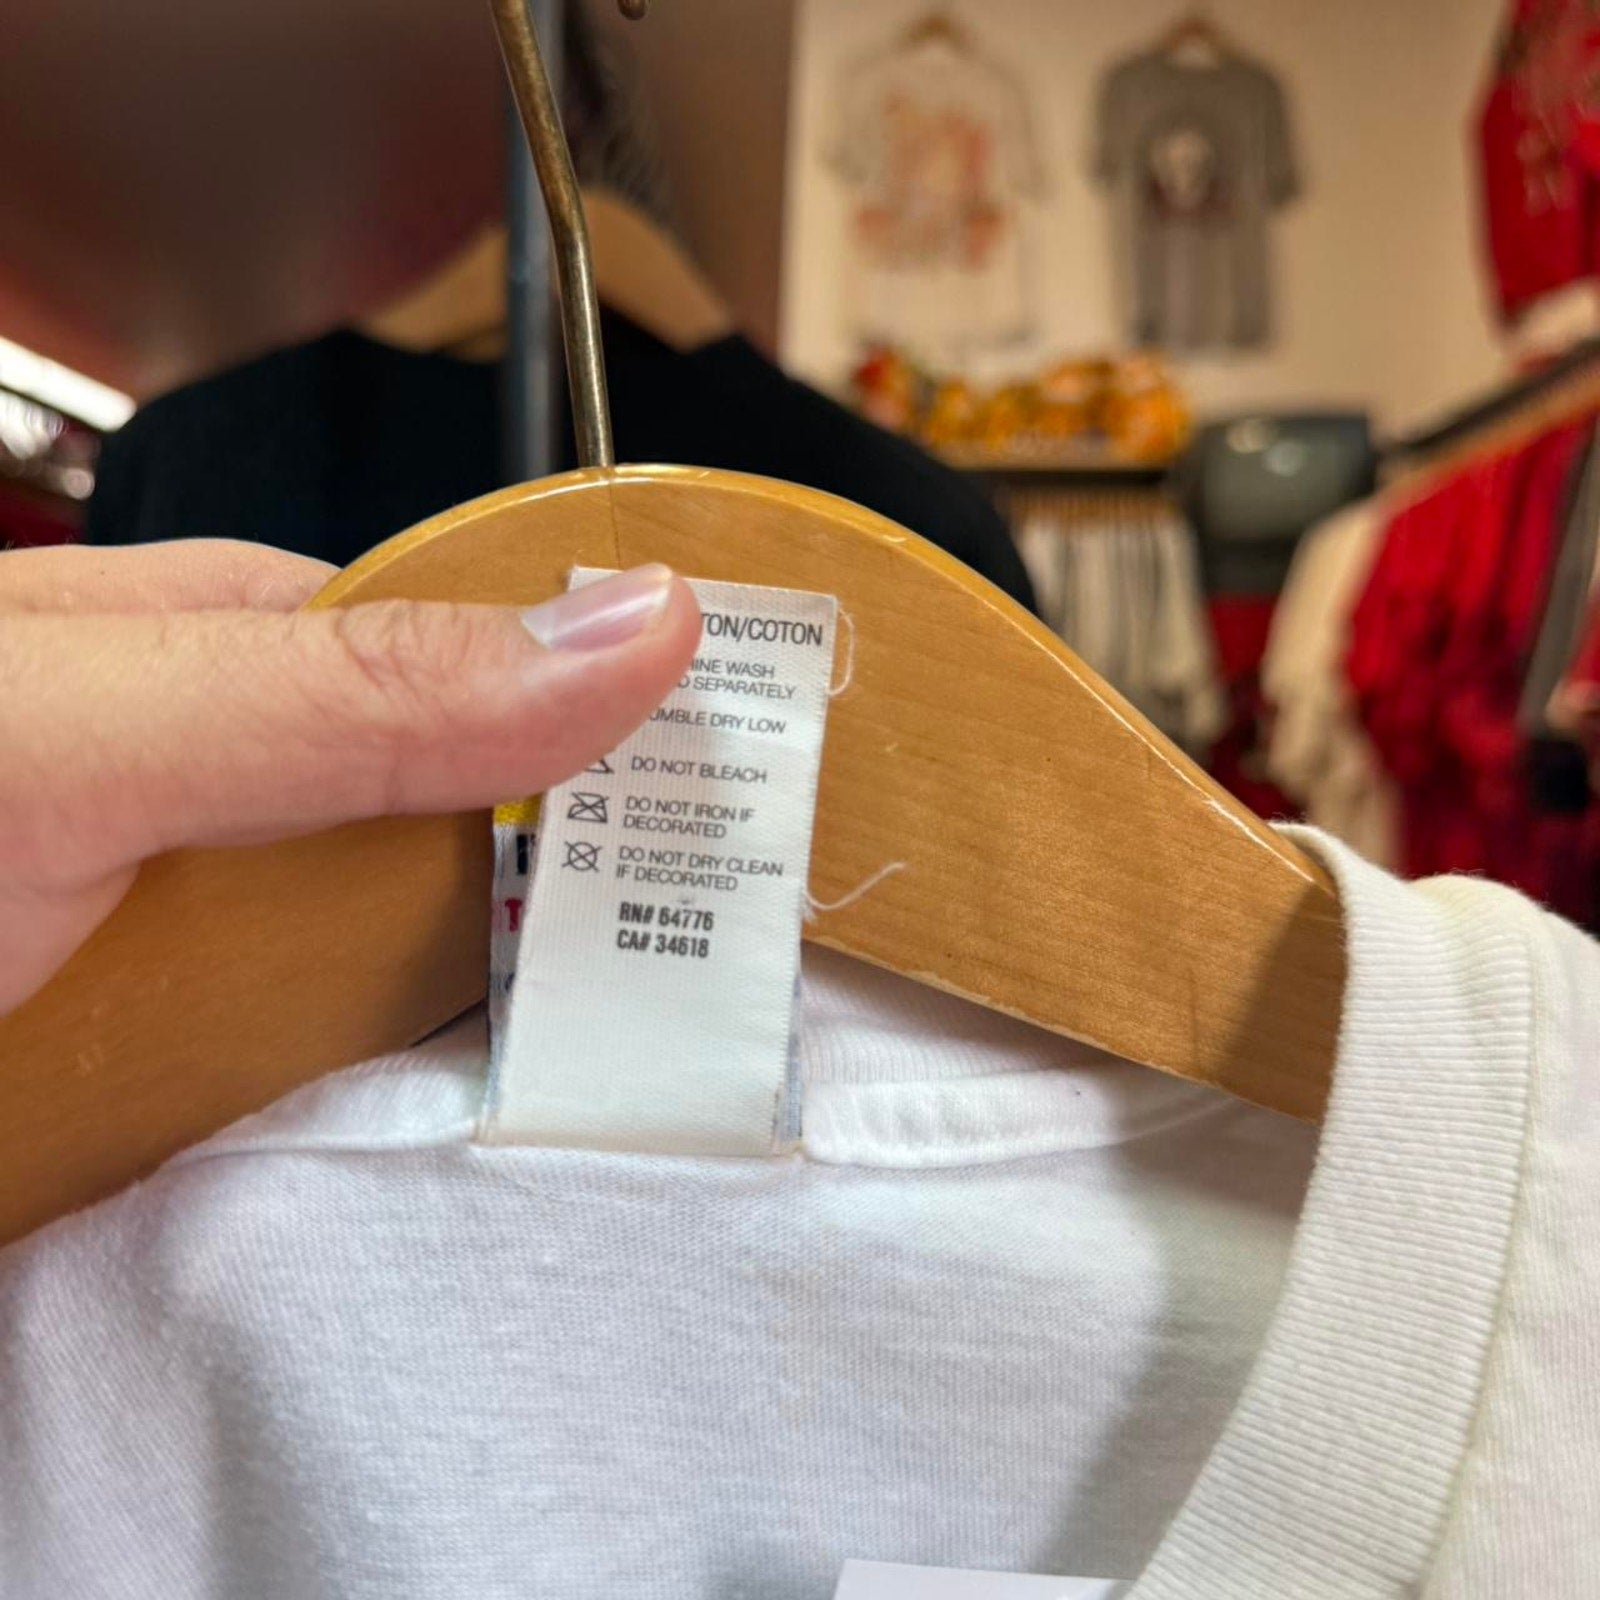 TON/COTON
INE WASH
D SEPARATELY
UMBLE DRY LOW
DO NOT BLEACH
DO NOT IRON IF
DECORATED
DO NOT DRY CLEAN
IF DECORATED
RN# 64776
CA# 34618